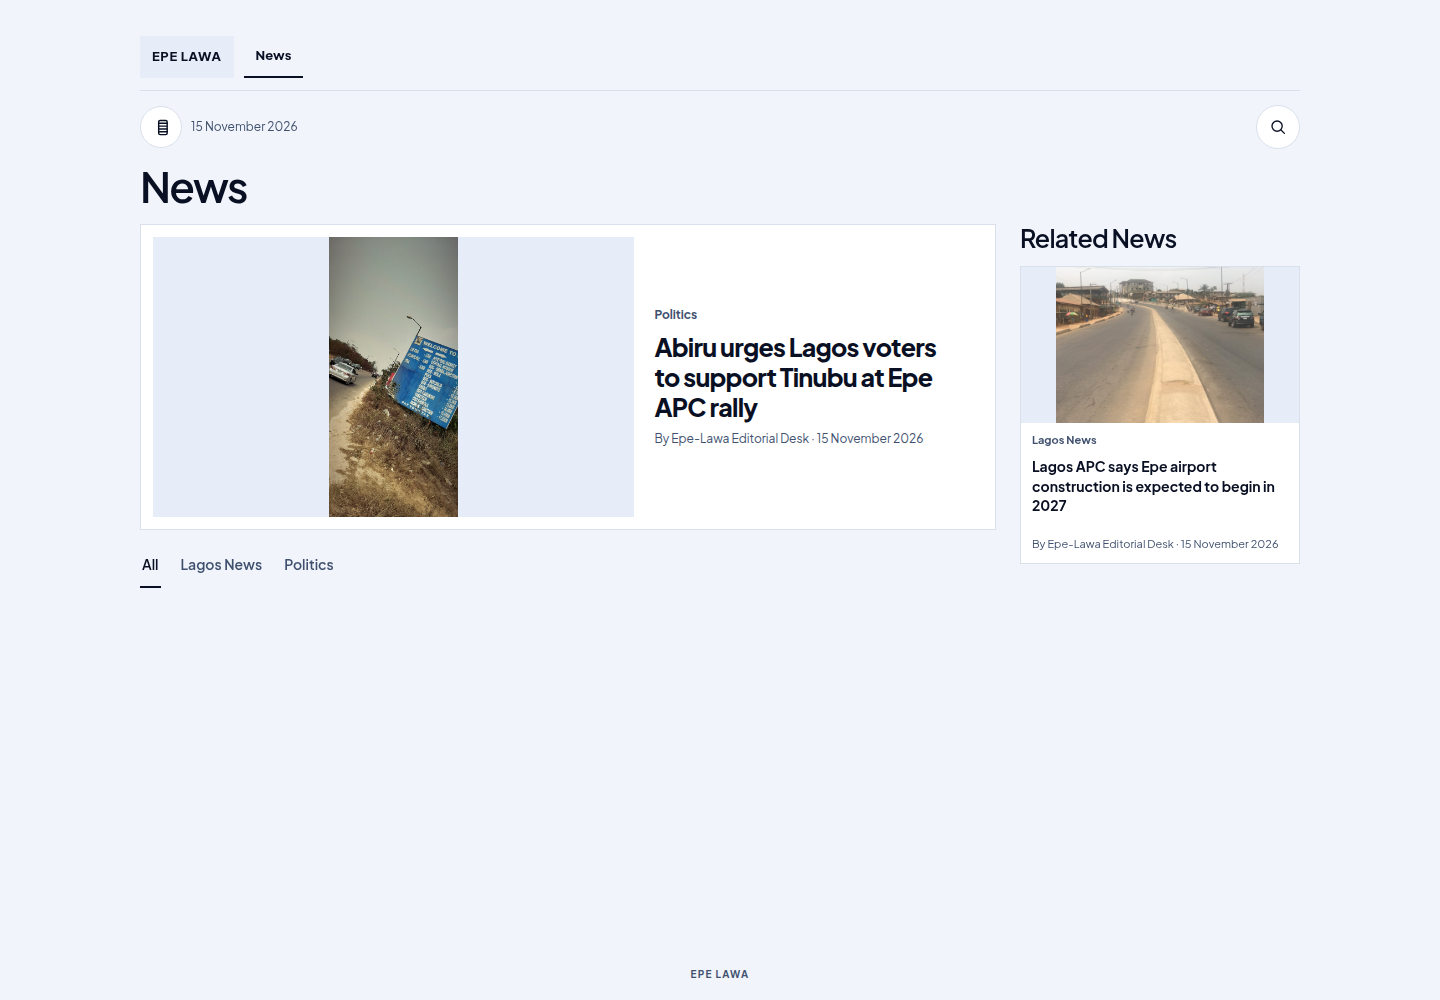 EPE LAWA
News
15 November 2026
News
WELCOME TO
Politics
Abiru urges Lagos voters
to support Tinubu at Epe
APC rally
By Epe-Lawa Editorial Desk · 15 November 2026
All
Lagos News
Politics
Related News
Lagos News
Lagos APC says Epe airport
construction is expected to begin in
2027
By Epe-Lawa Editorial Desk · 15 November 2026
EPE LAWA